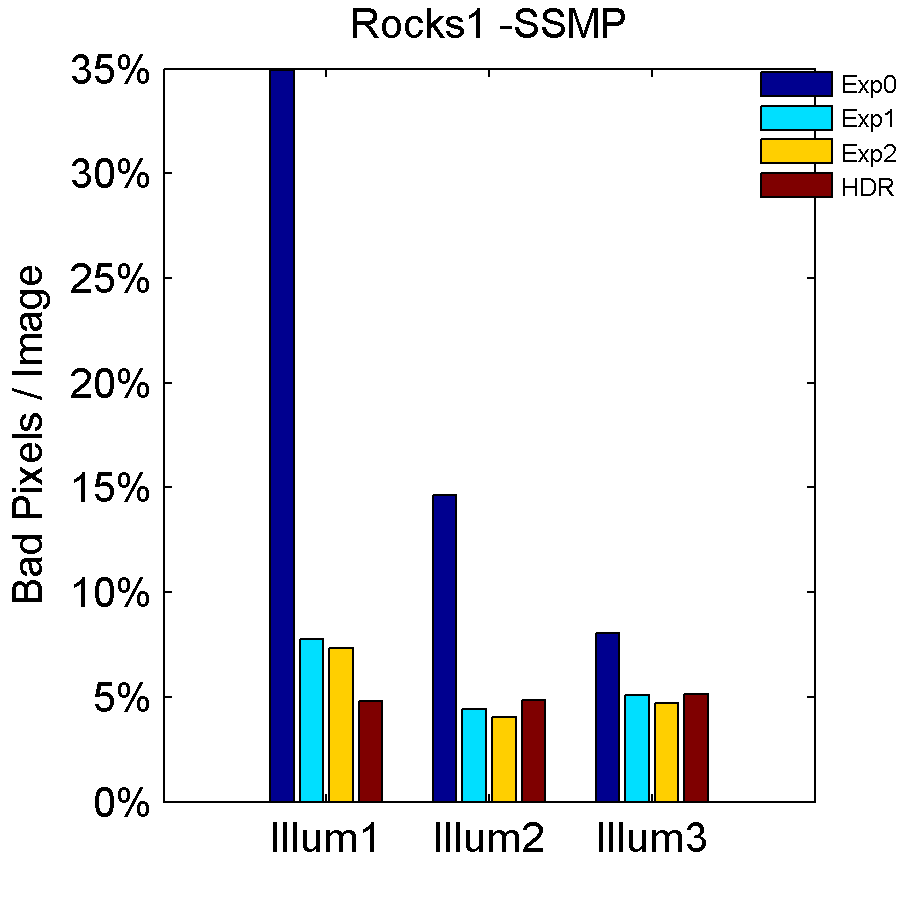 Rocks1 -SSMP
35%
30%
25%
20%
15%
10%
5%
0%
Bad Pixels / Image
Illum1 Illum2 Illum3
Exp0
Exp1
Exp2
HDR